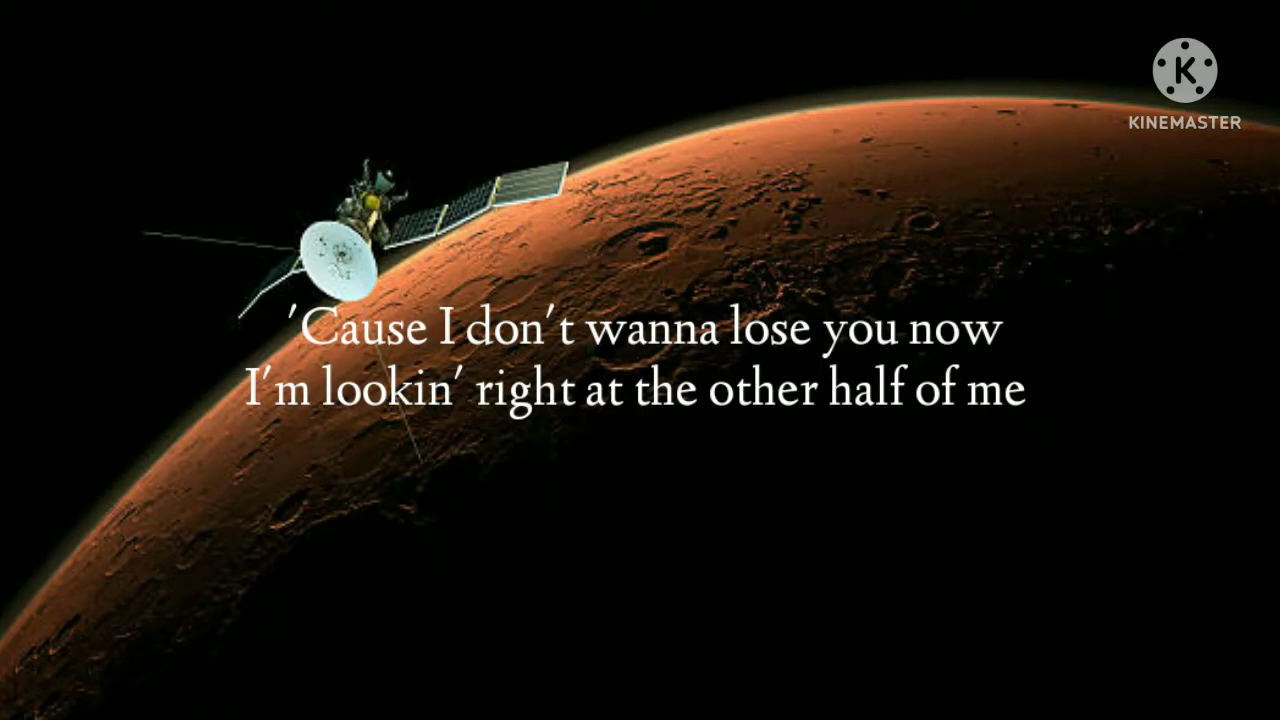 KINEMASTER
'Cause I don't wanna lose you now
I'm lookin' right at the other half of me